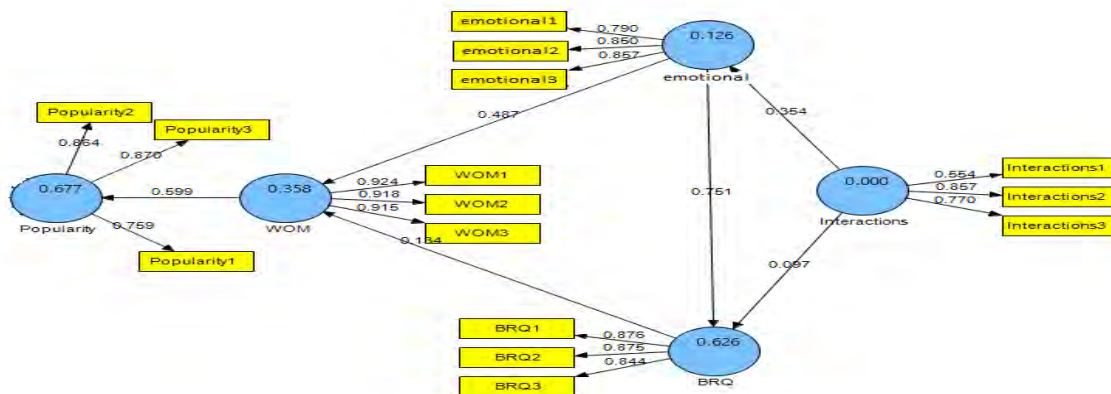 emotional1
0.790
emotional2
0.850
emotional3
0.857
0.126
emotional
0.487
0.354
0.751
Popularity2
Popularity3
0.870
0.677
Popularity
0.759
Popularity1
0.599
0.358
WOM
0.924
WOM1
0.918
WOM2
0.915
WOM3
0.134
0.000
Interactions
0.554
Interactions1
0.857
Interactions2
0.770
Interactions3
0.097
BRQ1
0.876
BRQ2
0.875
BRQ3
0.844
0.626
BRQ